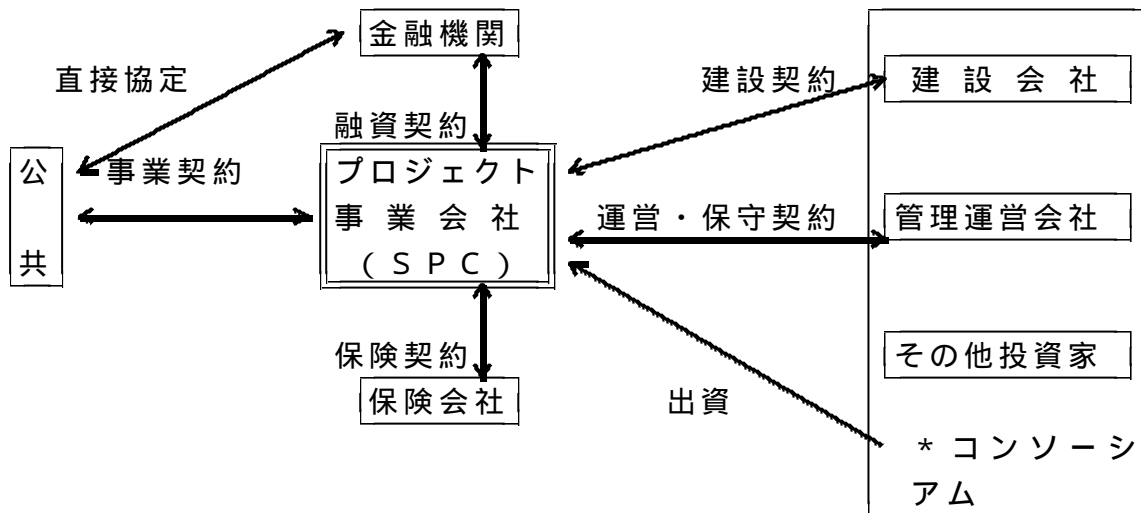 金融機関
直接協定
建設契約
建設会社
融資契約
公
共
事業契約
プロジェクト
事業会社
(SPC)
運営・保守契約
管理運営会社
保険契約
その他投資家
保険会社
出資
*コンソーシ
アム